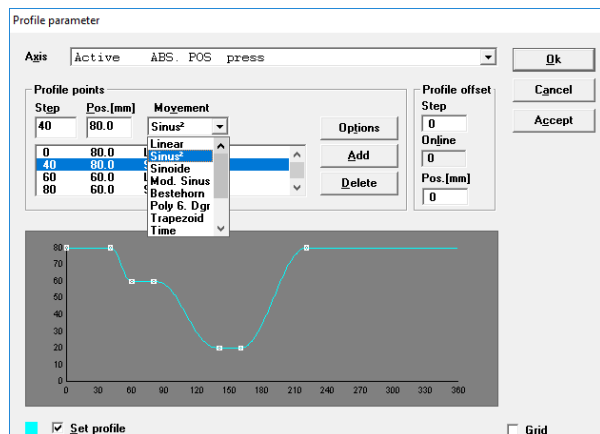 Profile parameter
Axis Active ABS. POS press
Ok
Cancel
Accept
Profile points
Step Pos.[mm] Movement
40 80.0 Sinus²
Options
Add
Delete
0 80.0
40 80.0
60 60.0
80 60.0
Linear
Sinus²
Sinoide
Mod. Sinus
Bestehorn
Poly 6. Dgr
Trapezoid
Time
Profile offset
Step
0
Online
0
Pos.[mm]
0
80
70
60
50
40
30
20
10
0
0 30 60 90 120 150 180 210 240 270 300 330 360
Set profile
Grid